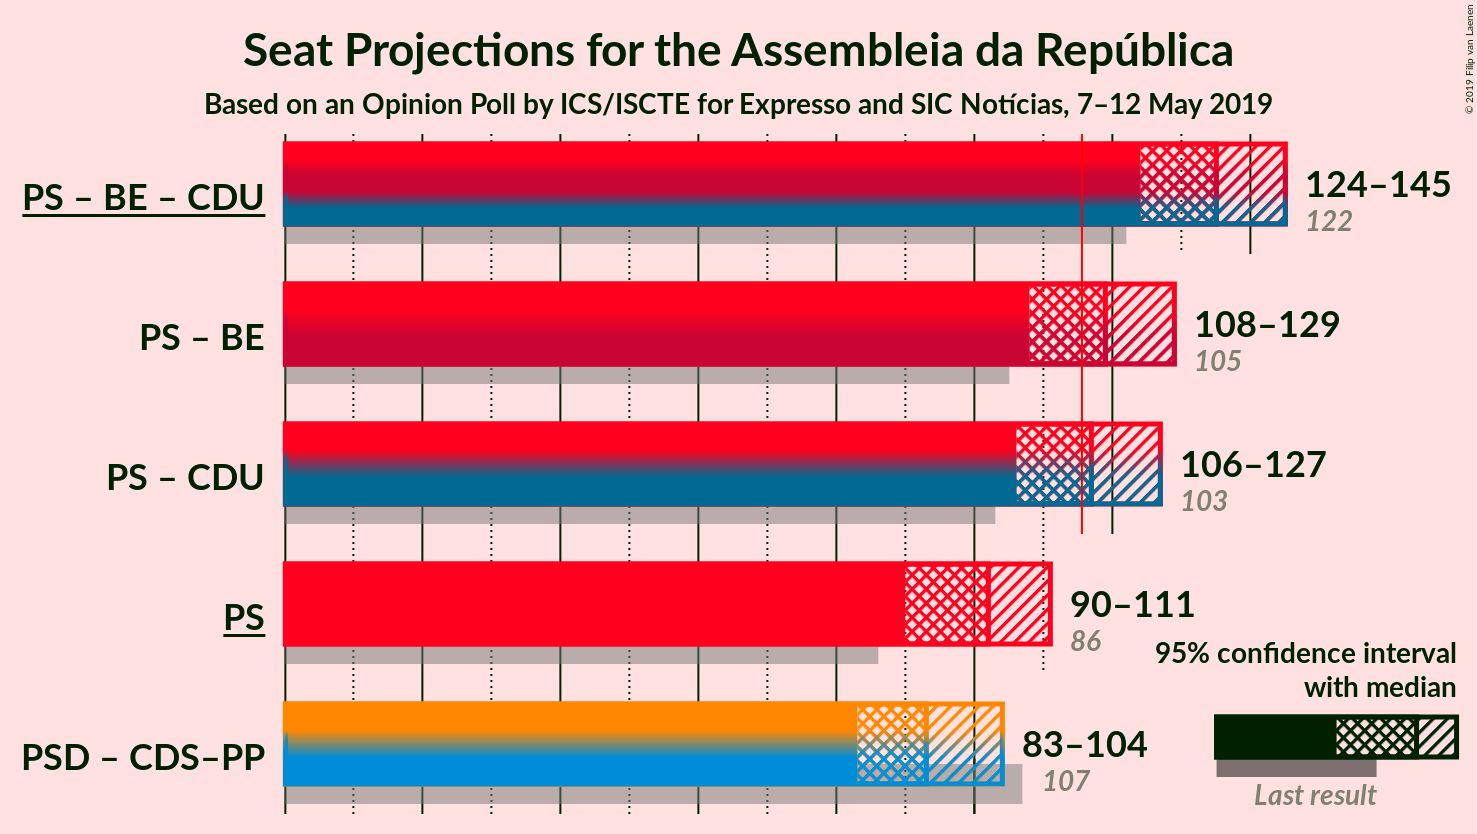 Seat Projections for the Assembleia da República
Based on an Opinion Poll by ICS/ISCTE for Expresso and SIC Notícias, 7–12 May 2019
© 2019 Filip van Laenen
PS – BE – CDU
124–145
122
PS – BE
108–129
105
PS – CDU
106–127
103
PS
90–111
86
PSD – CDS–PP
83–104
107
95% confidence interval
with median
Last result